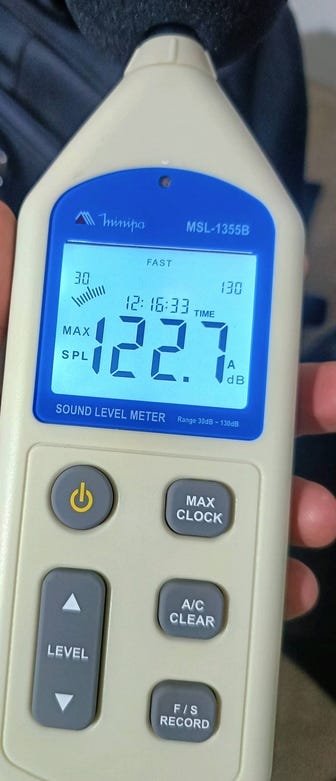 Minipa
MSL-1355B
FAST
30
130
12:16:33 TIME
MAX
SPL 122.7 A
dB
SOUND LEVEL METER Range 30dB ~ 130dB
MAX
CLOCK
A/C
CLEAR
LEVEL
F / S
RECORD